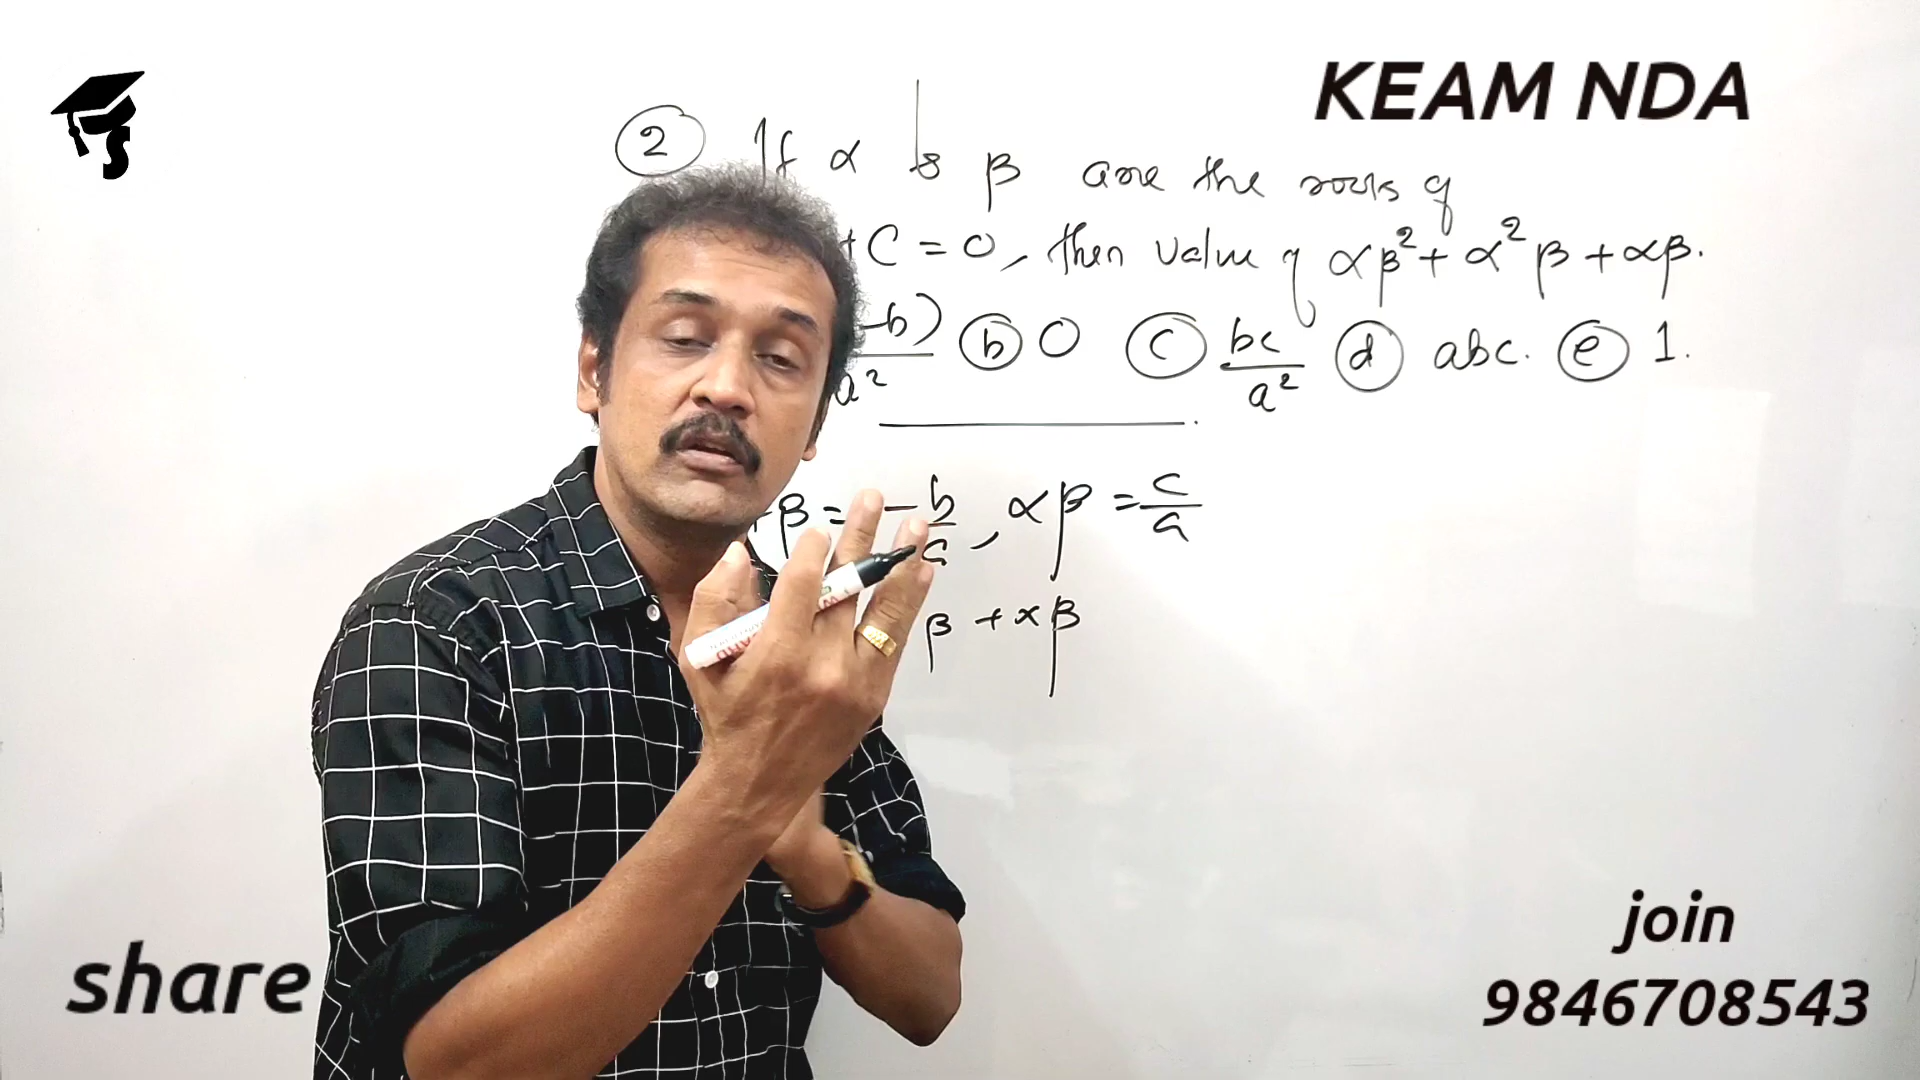 KEAM NDA
② If α & β are the roots of
+ C = 0, then value of αβ² + α²β + αβ.
-b) ⓑ 0 ⓒ bc/a² ⓓ abc. ⓔ 1.
a²
+ β = -b/a, αβ = c/a
β + αβ
share
join
9846708543